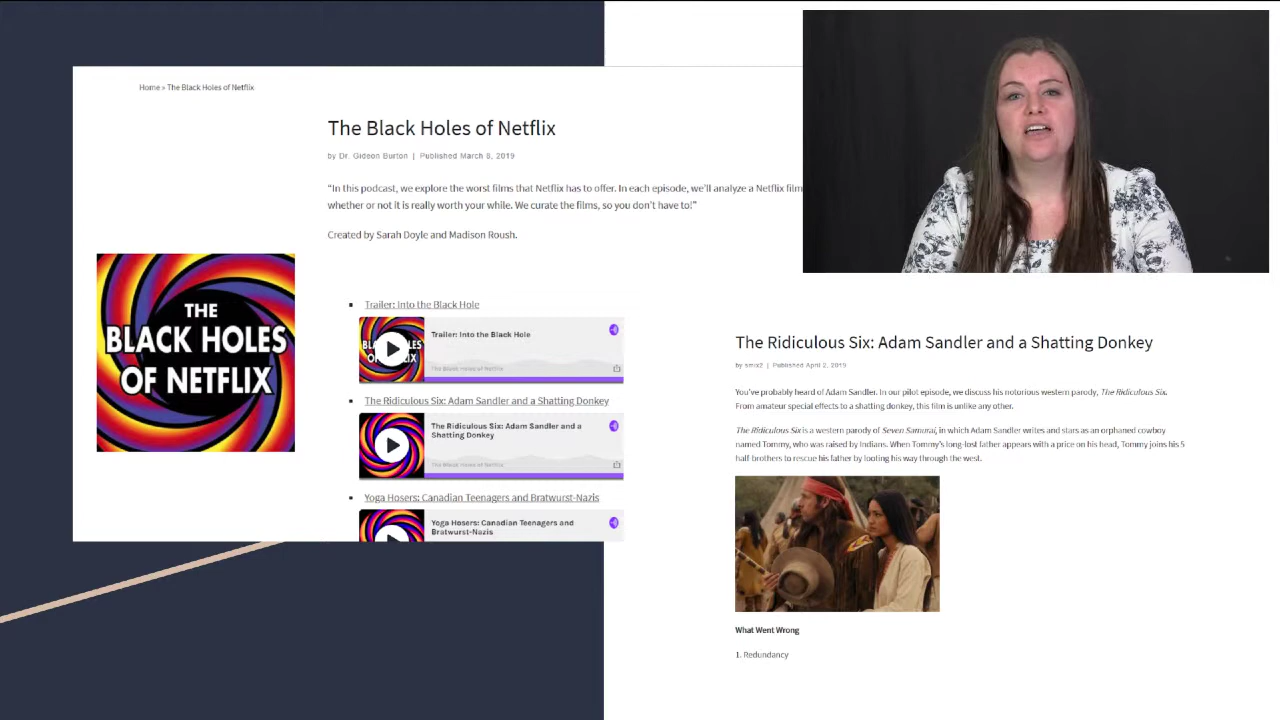 Home » The Black Holes of Netflix
The Black Holes of Netflix
by Dr. Gideon Burton | Published March 8, 2019
“In this podcast, we explore the worst films that Netflix has to offer. In each episode, we’ll analyze a Netflix film
whether or not it is really worth your while. We curate the films, so you don’t have to!”
Created by Sarah Doyle and Madison Roush.
THE
BLACK HOLES
OF NETFLIX
Trailer: Into the Black Hole
Trailer: Into the Black Hole
The Black Holes of Netflix
The Ridiculous Six: Adam Sandler and a Shatting Donkey
The Ridiculous Six: Adam Sandler and a
Shatting Donkey
The Black Holes of Netflix
Yoga Hosers: Canadian Teenagers and Bratwurst-Nazis
Yoga Hosers: Canadian Teenagers and
Bratwurst-Nazis
The Ridiculous Six: Adam Sandler and a Shatting Donkey
by smxl2 | Published April 2, 2019
You’ve probably heard of Adam Sandler. In our pilot episode, we discuss his notorious western parody, The Ridiculous Six.
From amateur special effects to a shatting donkey, this film is unlike any other.
The Ridiculous Six is a western parody of Seven Samurai, in which Adam Sandler writes and stars as an orphaned cowboy
named Tommy, who was raised by Indians. When Tommy’s long-lost father appears with a price on his head, Tommy joins his 5
half-brothers to rescue his father by looting his way through the west.
What Went Wrong
1. Redundancy